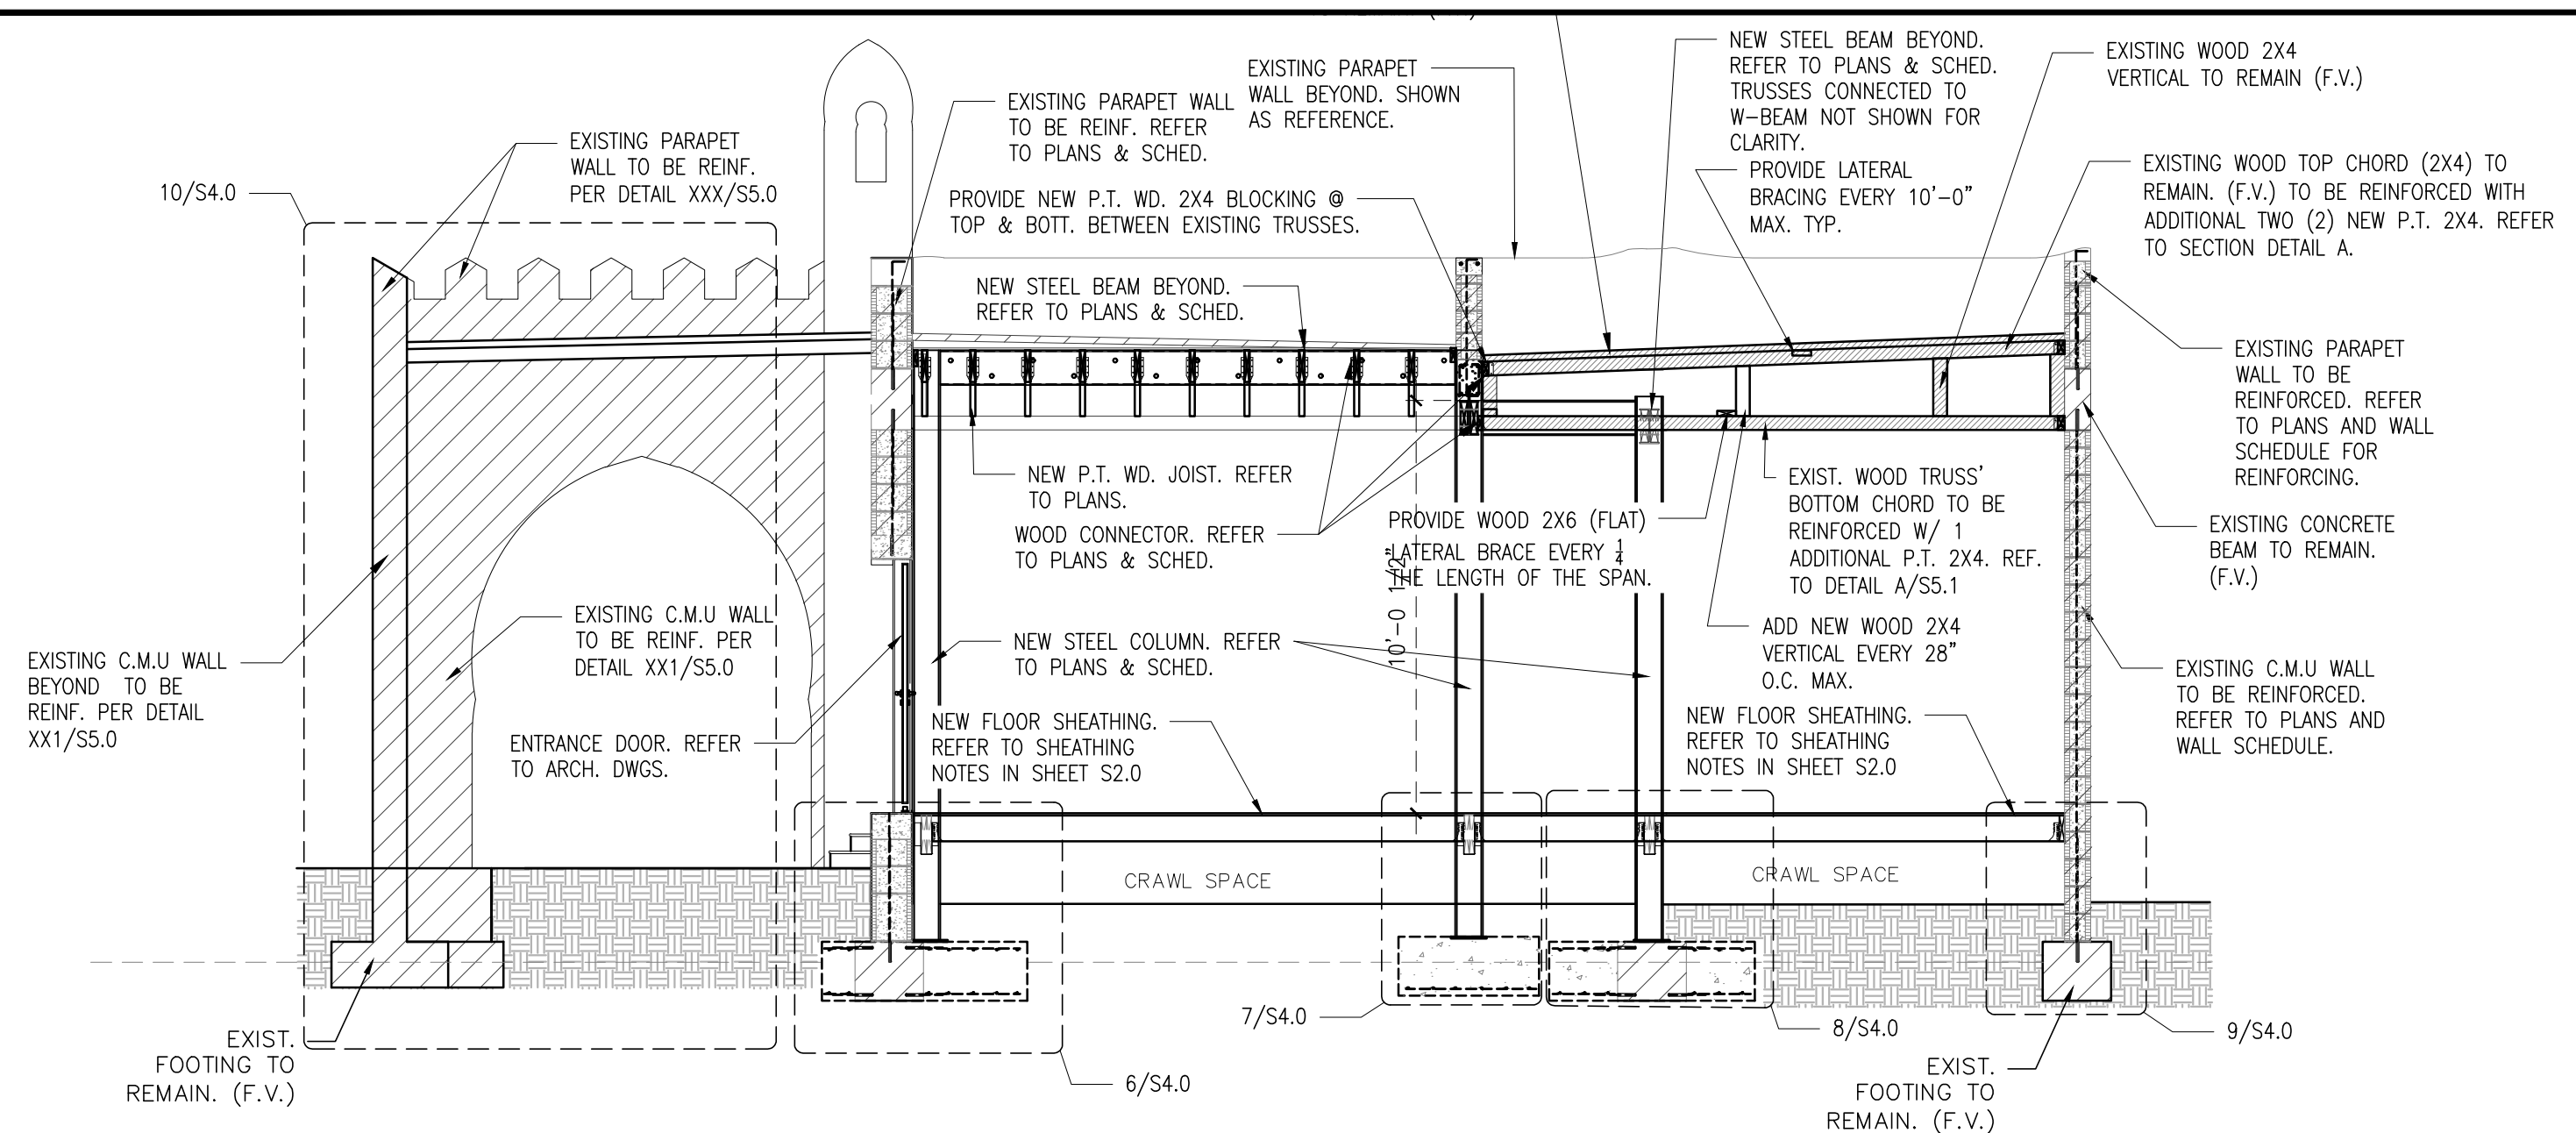 NEW STEEL BEAM BEYOND.
REFER TO PLANS & SCHED.
TRUSSES CONNECTED TO
W-BEAM NOT SHOWN FOR
CLARITY.
EXISTING WOOD 2X4
VERTICAL TO REMAIN (F.V.)
EXISTING PARAPET
WALL BEYOND. SHOWN
AS REFERENCE.
EXISTING PARAPET WALL
TO BE REINF. REFER
TO PLANS & SCHED.
EXISTING PARAPET
WALL TO BE REINF.
PER DETAIL XXX/S5.0
10/S4.0
PROVIDE LATERAL
BRACING EVERY 10'-0"
MAX. TYP.
EXISTING WOOD TOP CHORD (2X4) TO
REMAIN. (F.V.) TO BE REINFORCED WITH
ADDITIONAL TWO (2) NEW P.T. 2X4. REFER
TO SECTION DETAIL A.
PROVIDE NEW P.T. WD. 2X4 BLOCKING @
TOP & BOTT. BETWEEN EXISTING TRUSSES.
NEW STEEL BEAM BEYOND.
REFER TO PLANS & SCHED.
EXISTING PARAPET
WALL TO BE
REINFORCED. REFER
TO PLANS AND WALL
SCHEDULE FOR
REINFORCING.
NEW P.T. WD. JOIST. REFER
TO PLANS.
WOOD CONNECTOR. REFER
TO PLANS & SCHED.
PROVIDE WOOD 2X6 (FLAT)
LATERAL BRACE EVERY 1/4
THE LENGTH OF THE SPAN.
10'-0 1/2"
EXIST. WOOD TRUSS'
BOTTOM CHORD TO BE
REINFORCED W/ 1
ADDITIONAL P.T. 2X4. REF.
TO DETAIL A/S5.1
EXISTING CONCRETE
BEAM TO REMAIN.
(F.V.)
EXISTING C.M.U WALL
TO BE REINF. PER
DETAIL XX1/S5.0
NEW STEEL COLUMN. REFER
TO PLANS & SCHED.
ADD NEW WOOD 2X4
VERTICAL EVERY 28"
O.C. MAX.
EXISTING C.M.U WALL
BEYOND TO BE
REINF. PER DETAIL
XX1/S5.0
EXISTING C.M.U WALL
TO BE REINFORCED.
REFER TO PLANS AND
WALL SCHEDULE.
ENTRANCE DOOR. REFER
TO ARCH. DWGS.
NEW FLOOR SHEATHING.
REFER TO SHEATHING
NOTES IN SHEET S2.0
NEW FLOOR SHEATHING.
REFER TO SHEATHING
NOTES IN SHEET S2.0
CRAWL SPACE
CRAWL SPACE
7/S4.0
8/S4.0
9/S4.0
6/S4.0
EXIST.
FOOTING TO
REMAIN. (F.V.)
EXIST.
FOOTING TO
REMAIN. (F.V.)